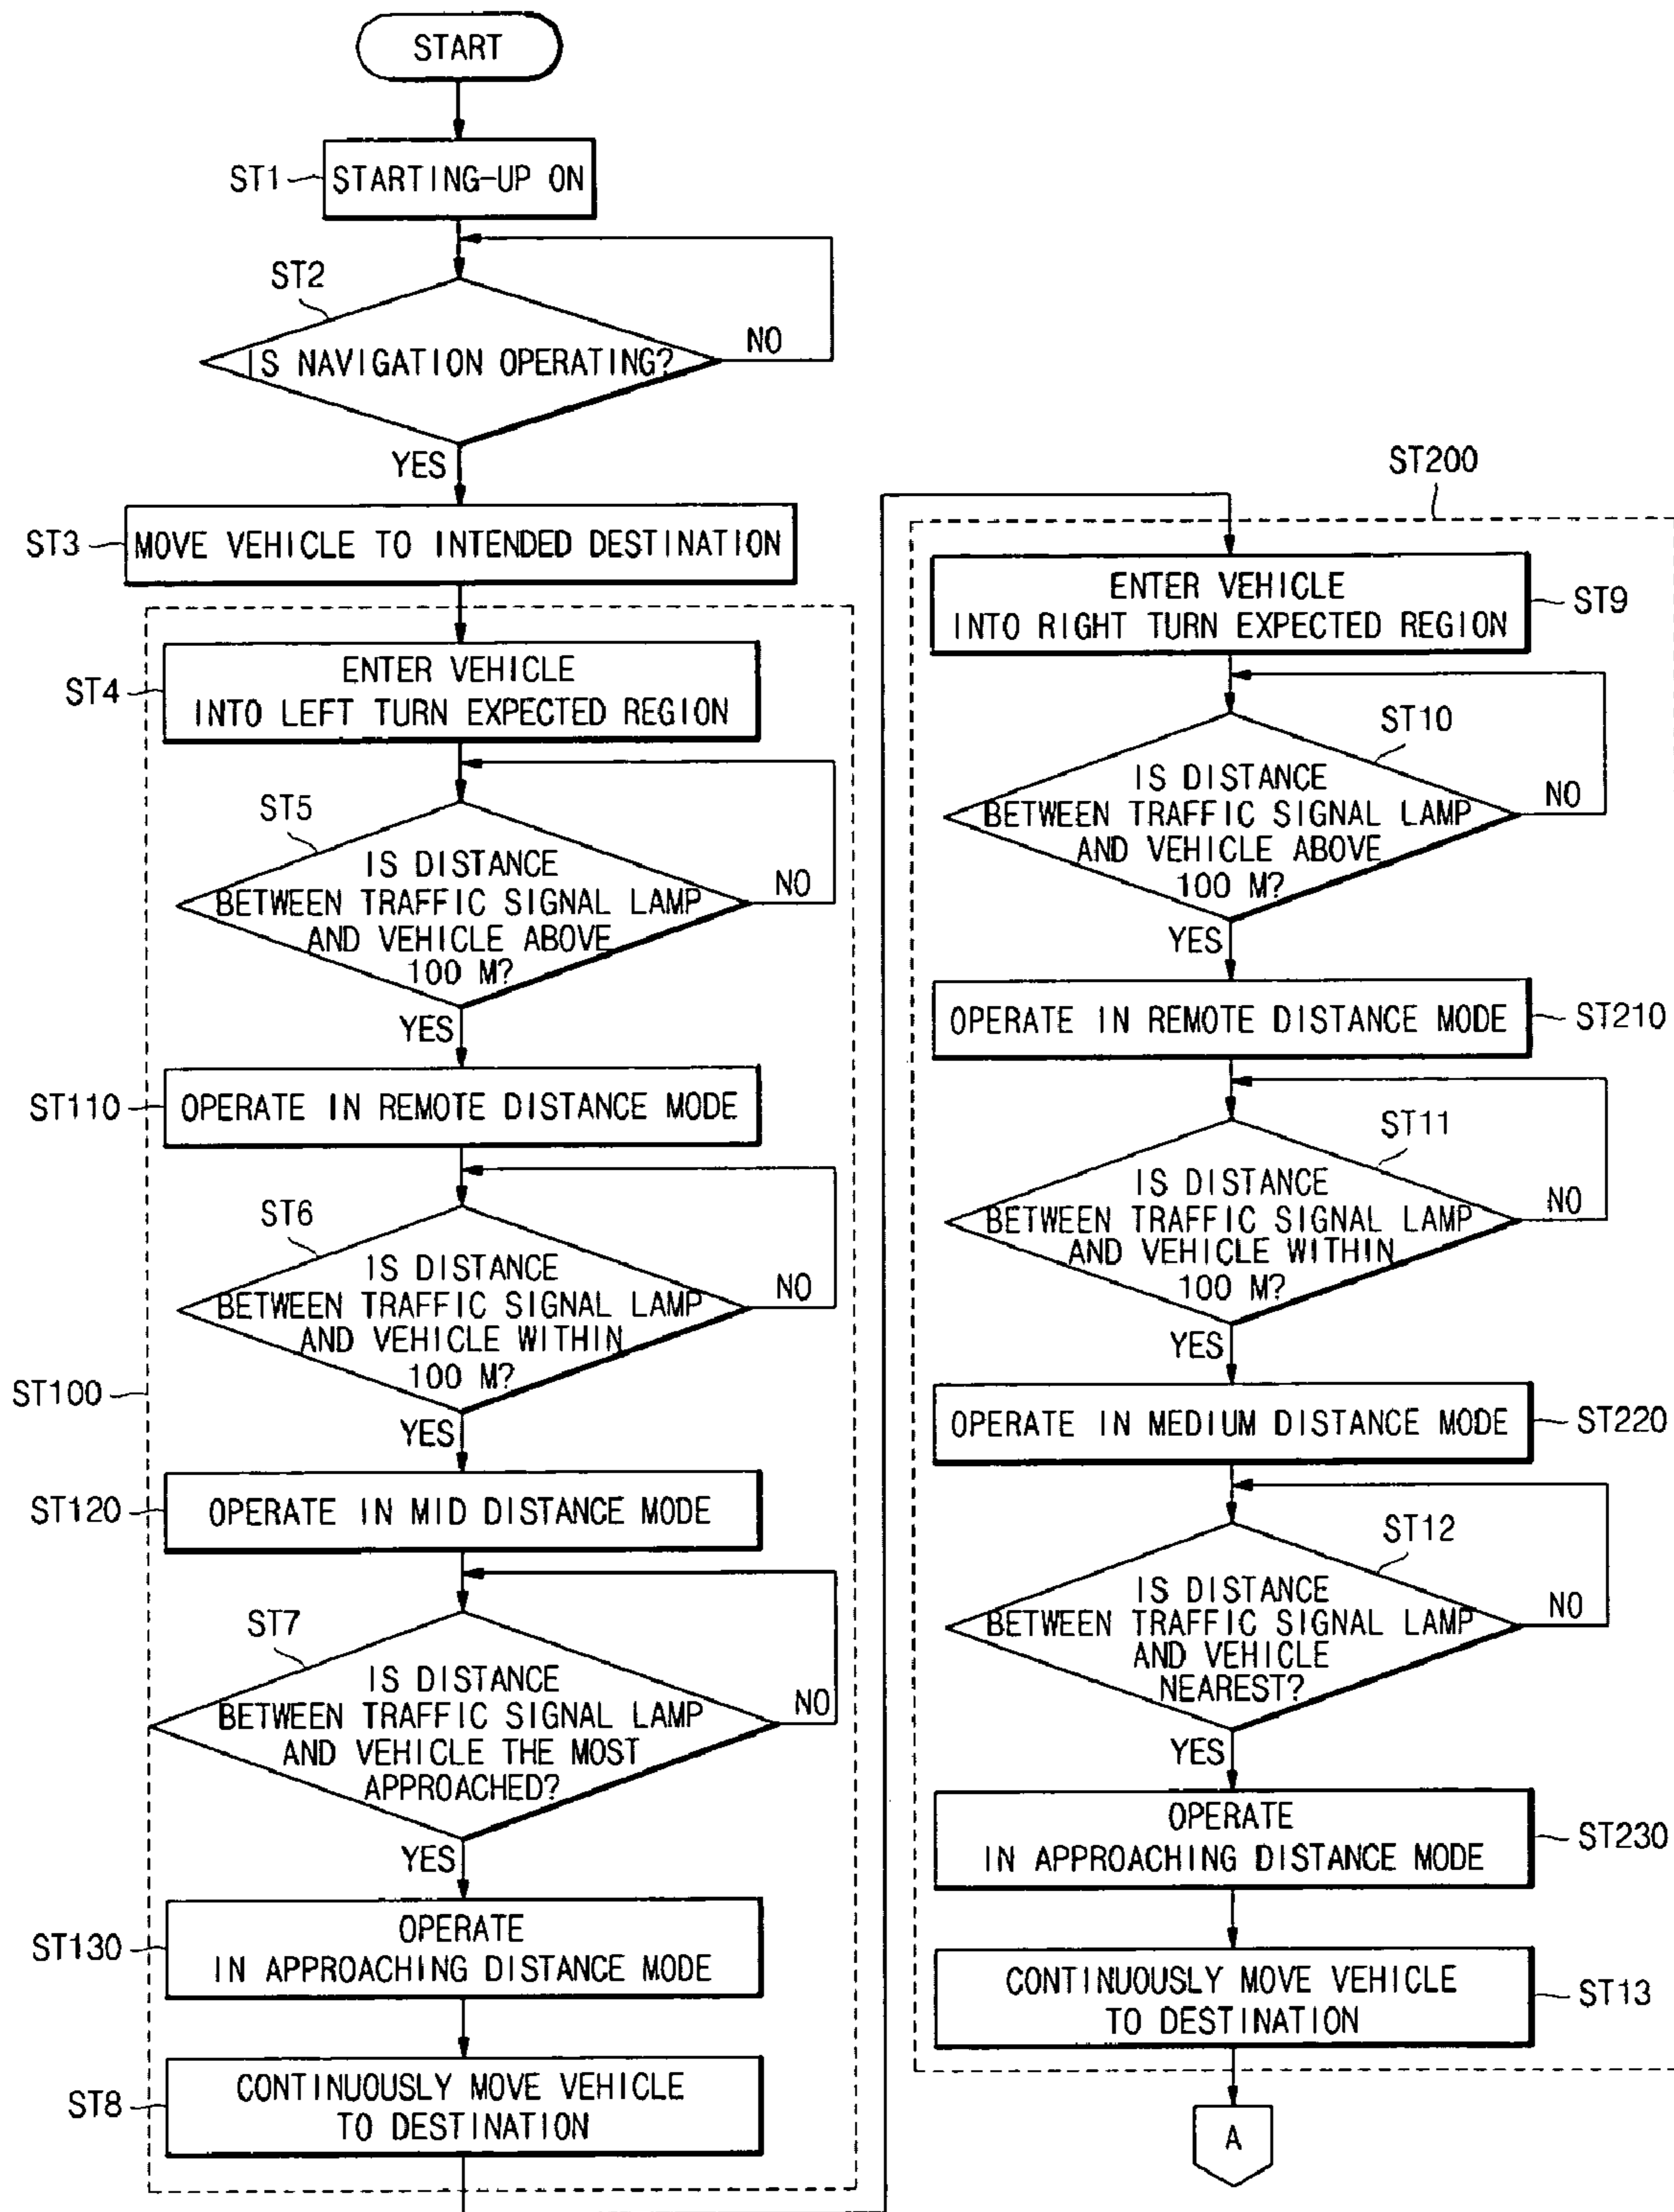 START
ST1
STARTING-UP ON
ST2
IS NAVIGATION OPERATING?
NO
YES
ST3
MOVE VEHICLE TO INTENDED DESTINATION
ST4
ENTER VEHICLE
INTO LEFT TURN EXPECTED REGION
ST5
IS DISTANCE
BETWEEN TRAFFIC SIGNAL LAMP
AND VEHICLE ABOVE
100 M?
NO
YES
ST110
OPERATE IN REMOTE DISTANCE MODE
ST6
IS DISTANCE
BETWEEN TRAFFIC SIGNAL LAMP
AND VEHICLE WITHIN
100 M?
NO
ST100
YES
ST120
OPERATE IN MID DISTANCE MODE
ST7
IS DISTANCE
BETWEEN TRAFFIC SIGNAL LAMP
AND VEHICLE THE MOST
APPROACHED?
NO
YES
ST130
OPERATE
IN APPROACHING DISTANCE MODE
ST8
CONTINUOUSLY MOVE VEHICLE
TO DESTINATION
ST200
ENTER VEHICLE
INTO RIGHT TURN EXPECTED REGION
ST9
ST10
IS DISTANCE
BETWEEN TRAFFIC SIGNAL LAMP
AND VEHICLE ABOVE
100 M?
NO
YES
OPERATE IN REMOTE DISTANCE MODE
ST210
ST11
IS DISTANCE
BETWEEN TRAFFIC SIGNAL LAMP
AND VEHICLE WITHIN
100 M?
NO
YES
OPERATE IN MEDIUM DISTANCE MODE
ST220
ST12
IS DISTANCE
BETWEEN TRAFFIC SIGNAL LAMP
AND VEHICLE
NEAREST?
NO
YES
OPERATE
IN APPROACHING DISTANCE MODE
ST230
CONTINUOUSLY MOVE VEHICLE
TO DESTINATION
ST13
A